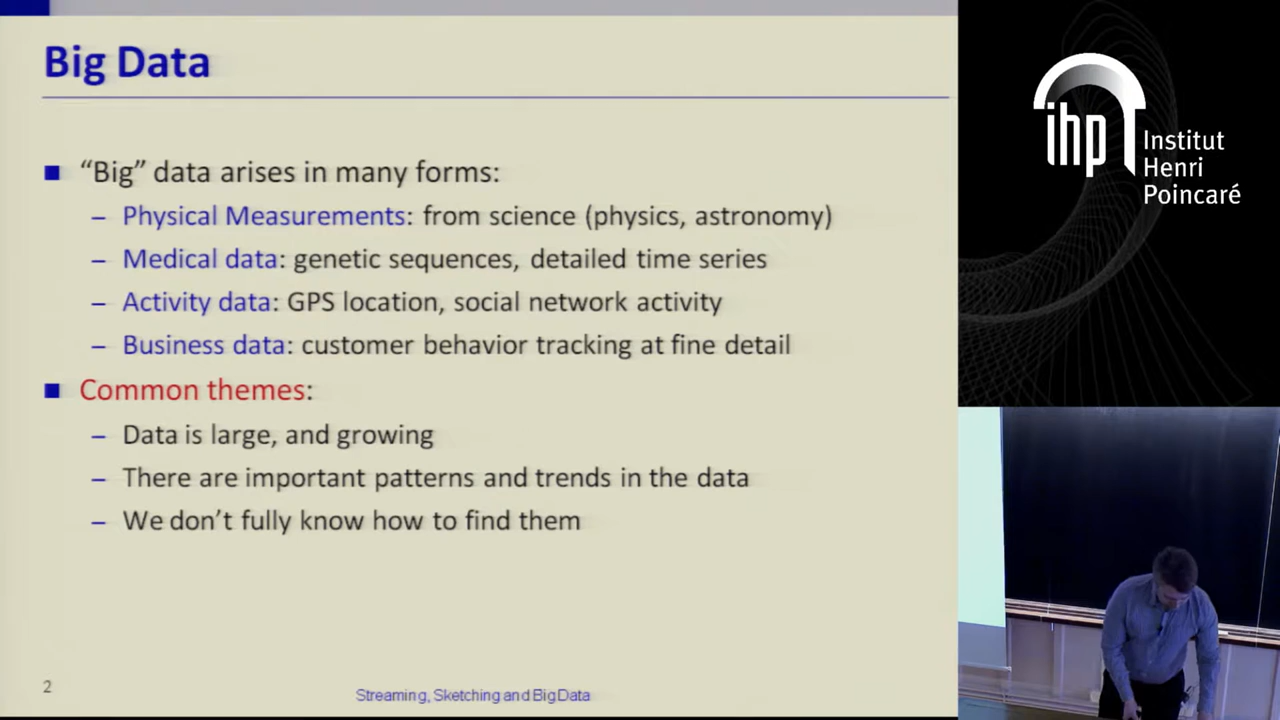 Big Data
“Big” data arises in many forms:
– Physical Measurements: from science (physics, astronomy)
– Medical data: genetic sequences, detailed time series
– Activity data: GPS location, social network activity
– Business data: customer behavior tracking at fine detail
Common themes:
– Data is large, and growing
– There are important patterns and trends in the data
– We don’t fully know how to find them
2
Streaming, Sketching and Big Data
ihp
Institut
Henri
Poincaré